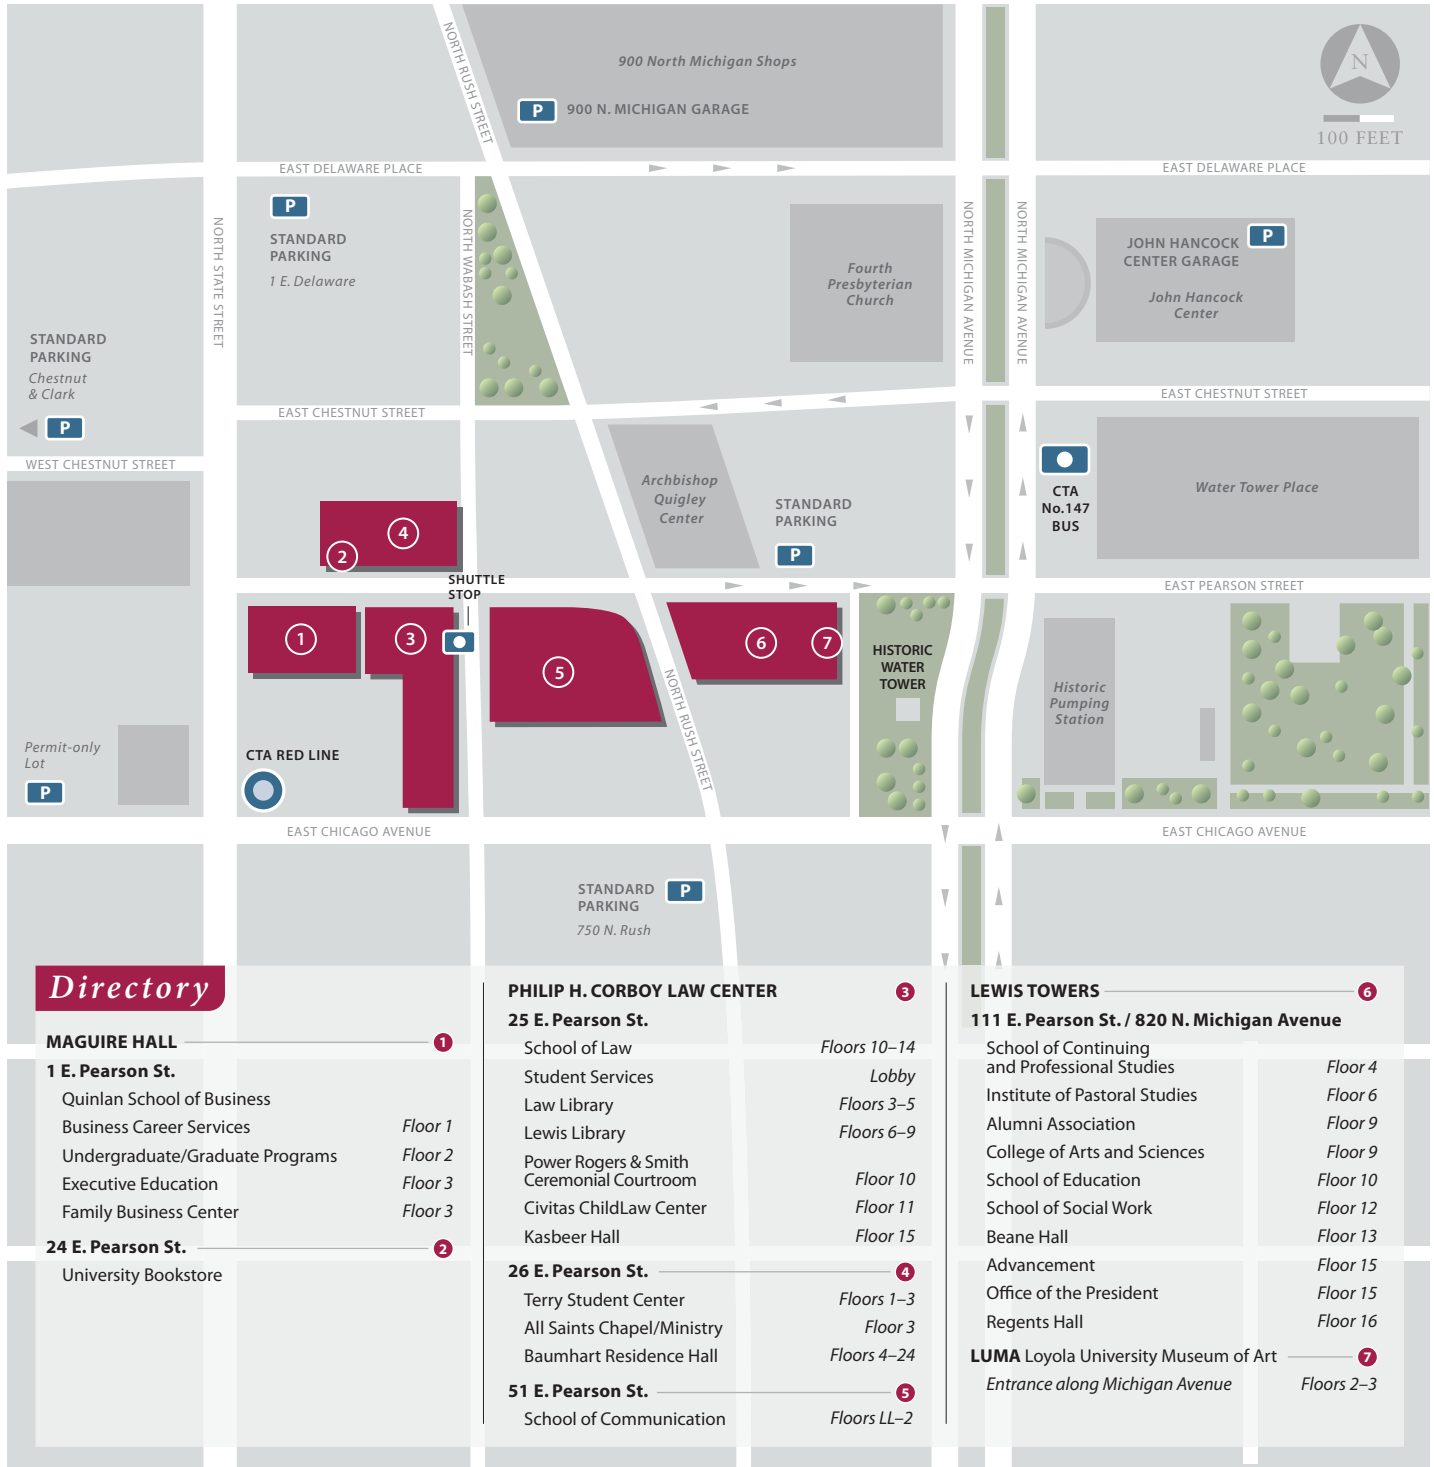 900 North Michigan Shops
P 900 N. MICHIGAN GARAGE
N
100 FEET
NORTH RUSH STREET
EAST DELAWARE PLACE
EAST DELAWARE PLACE
P
STANDARD
PARKING
1 E. Delaware
NORTH STATE STREET
NORTH WABASH STREET
Fourth
Presbyterian
Church
NORTH MICHIGAN AVENUE
NORTH MICHIGAN AVENUE
JOHN HANCOCK
CENTER GARAGE
P
John Hancock
Center
STANDARD
PARKING
Chestnut
& Clark
P
EAST CHESTNUT STREET
EAST CHESTNUT STREET
WEST CHESTNUT STREET
Archbishop
Quigley
Center
STANDARD
PARKING
P
CTA
No.147
BUS
Water Tower Place
4
2
SHUTTLE
STOP
EAST PEARSON STREET
1
3
5
6
7
NORTH RUSH STREET
HISTORIC
WATER
TOWER
Historic
Pumping
Station
Permit-only
Lot
P
CTA RED LINE
EAST CHICAGO AVENUE
EAST CHICAGO AVENUE
STANDARD
PARKING
P
750 N. Rush
Directory
MAGUIRE HALL 1
1 E. Pearson St.
Quinlan School of Business
Business Career Services Floor 1
Undergraduate/Graduate Programs Floor 2
Executive Education Floor 3
Family Business Center Floor 3
24 E. Pearson St. 2
University Bookstore
PHILIP H. CORBOY LAW CENTER 3
25 E. Pearson St.
School of Law Floors 10–14
Student Services Lobby
Law Library Floors 3–5
Lewis Library Floors 6–9
Power Rogers & Smith
Ceremonial Courtroom Floor 10
Civitas ChildLaw Center Floor 11
Kasbeer Hall Floor 15
26 E. Pearson St. 4
Terry Student Center Floors 1–3
All Saints Chapel/Ministry Floor 3
Baumhart Residence Hall Floors 4–24
51 E. Pearson St. 5
School of Communication Floors LL–2
LEWIS TOWERS 6
111 E. Pearson St. / 820 N. Michigan Avenue
School of Continuing
and Professional Studies Floor 4
Institute of Pastoral Studies Floor 6
Alumni Association Floor 9
College of Arts and Sciences Floor 9
School of Education Floor 10
School of Social Work Floor 12
Beane Hall Floor 13
Advancement Floor 15
Office of the President Floor 15
Regents Hall Floor 16
LUMA Loyola University Museum of Art 7
Entrance along Michigan Avenue Floors 2–3